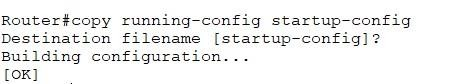 Router#copy running-config startup-config
Destination filename [startup-config]?
Building configuration...
[OK]